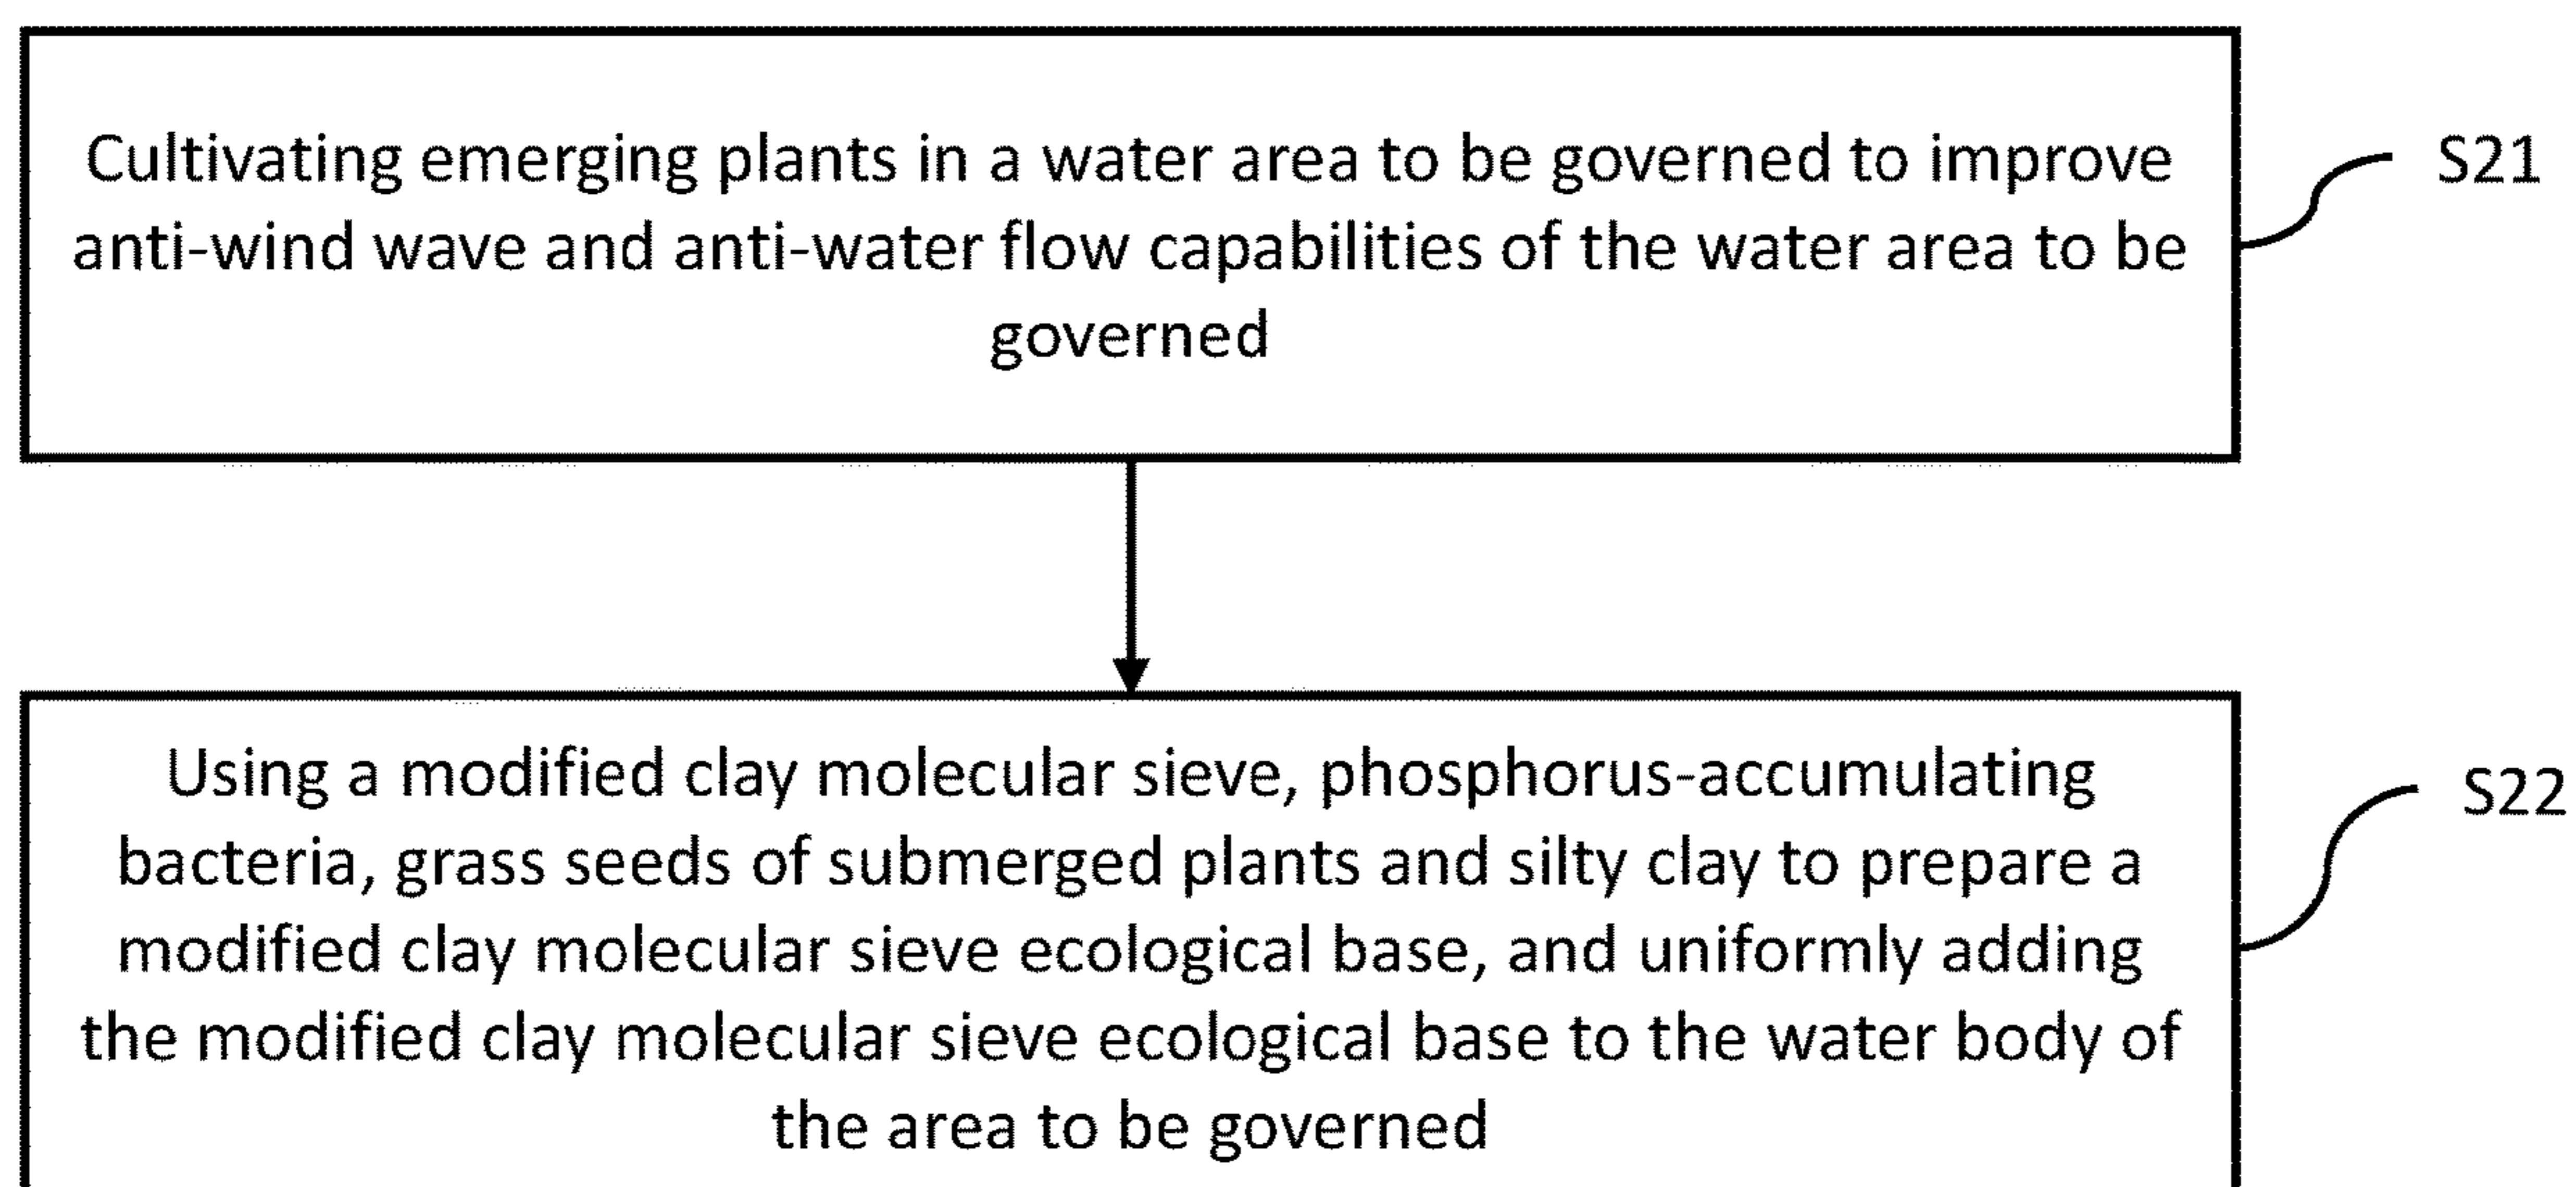 Cultivating emerging plants in a water area to be governed to improve
anti-wind wave and anti-water flow capabilities of the water area to be
governed
S21
Using a modified clay molecular sieve, phosphorus-accumulating
bacteria, grass seeds of submerged plants and silty clay to prepare a
modified clay molecular sieve ecological base, and uniformly adding
the modified clay molecular sieve ecological base to the water body of
the area to be governed
S22